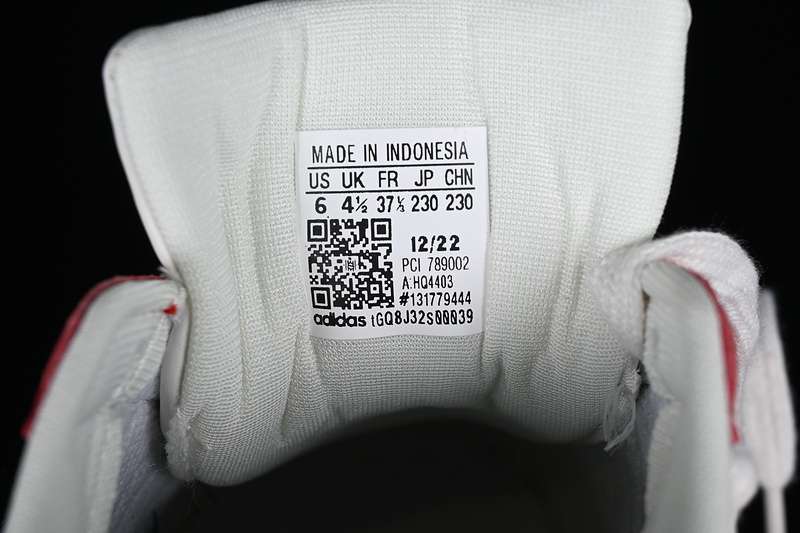 MADE IN INDONESIA
US UK FR JP CHN
6 4½ 37⅓ 230 230
12/22
PCI 789002
A:HQ4403
#131779444
adidas tGQ8J32s00039